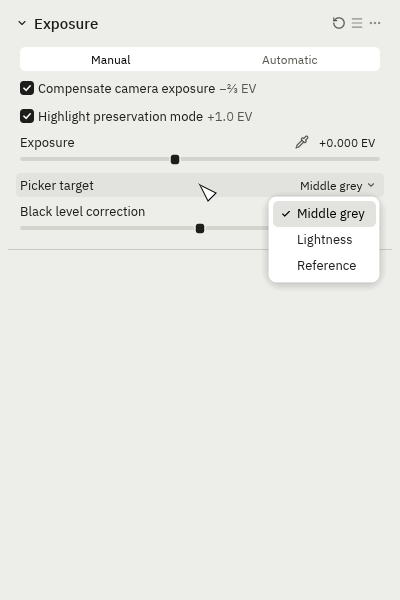 Exposure
Manual Automatic
Compensate camera exposure −⅔ EV
Highlight preservation mode +1.0 EV
Exposure +0.000 EV
Picker target Middle grey
Black level correction
Middle grey
Lightness
Reference